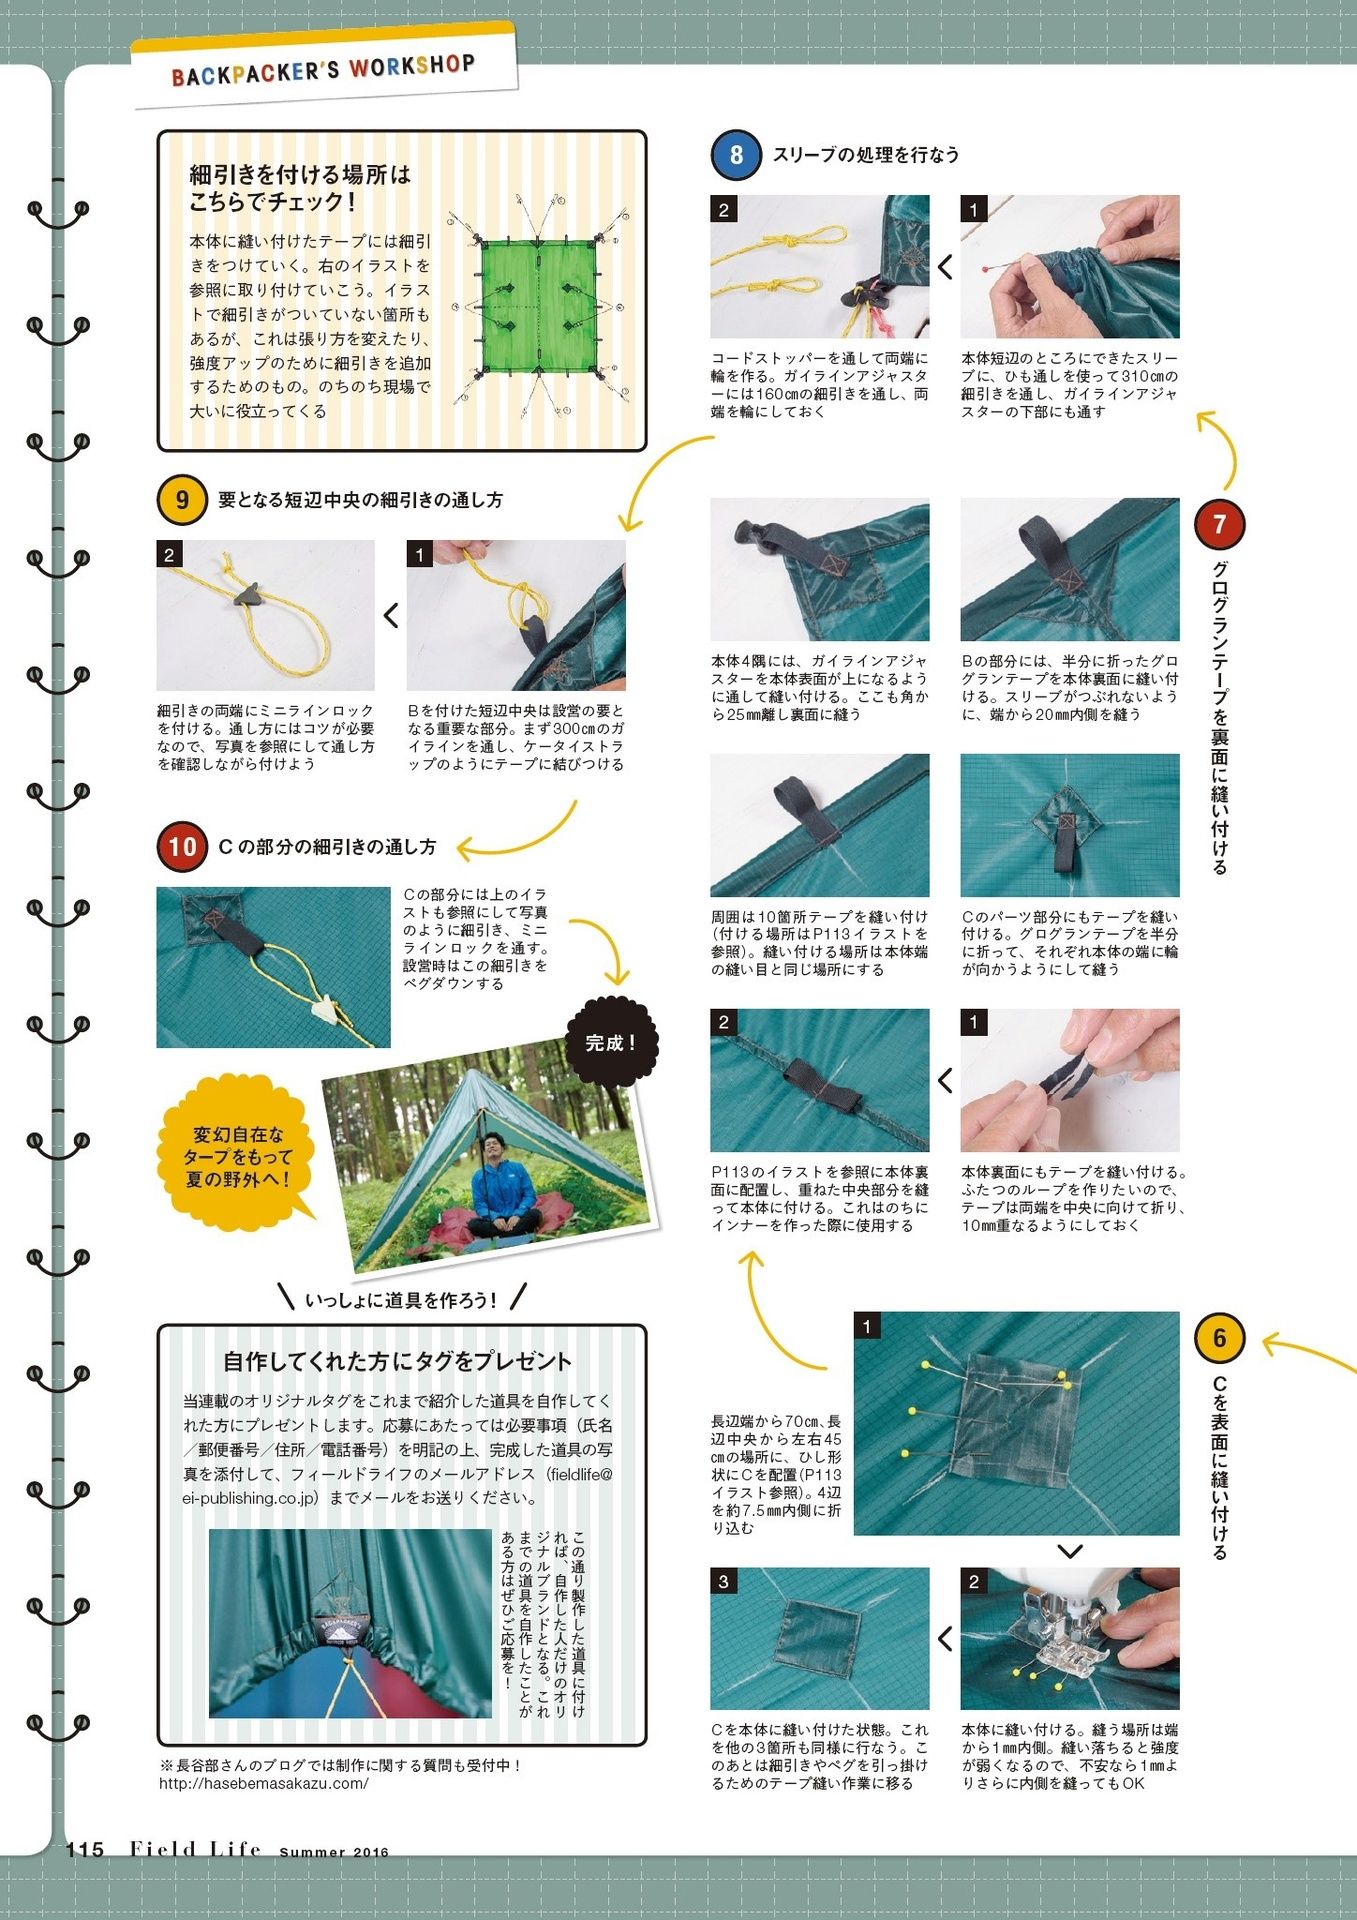 BACKPACKER'S WORKSHOP
6
Cを表面に縫い付ける
1
長辺端から70㎝、長
辺中央から左右45
㎝の場所に、ひし形
状にCを配置（P113
イラスト参照）。4辺
を約7.5㎜内側に折
り込む
2
本体に縫い付ける。縫う場所は端
から1㎜内側。縫い落ちると強度
が弱くなるので、不安なら1㎜よ
りさらに内側を縫ってもOK
3
Cを本体に縫い付けた状態。これ
を他の3箇所も同様に行なう。こ
のあとは細引きやペグを引っ掛け
るためのテープ縫い作業に移る
7
グログランテープを裏面に縫い付ける
1
本体裏面にもテープを縫い付ける。
ふたつのループを作りたいので、
テープは両端を中央に向けて折り、
10㎜重なるようにしておく
2
P113のイラストを参照に本体裏
面に配置し、重ねた中央部分を縫
って本体に付ける。これはのちに
インナーを作った際に使用する
Cのパーツ部分にもテープを縫い
付ける。グログランテープを半分
に折って、それぞれ本体の端に輪
が向かうようにして縫う
周囲は10箇所テープを縫い付け
（付ける場所はP113イラストを
参照）。縫い付ける場所は本体端
の縫い目と同じ場所にする
Bの部分には、半分に折ったグロ
グランテープを本体裏面に縫い付
ける。スリーブがつぶれないよう
に、端から20㎜内側を縫う
本体4隅には、ガイラインアジャ
スターを本体表面が上になるよう
に通して縫い付ける。ここも角か
ら25㎜離し裏面に縫う
8
スリーブの処理を行なう
1
本体短辺のところにできたスリー
ブに、ひも通しを使って310㎝の
細引きを通し、ガイラインアジャ
スターの下部にも通す
2
コードストッパーを通して両端に
輪を作る。ガイラインアジャスタ
ーには160㎝の細引きを通し、両
端を輪にしておく
細引きを付ける場所は
こちらでチェック！
本体に縫い付けたテープには細引
きをつけていく。右のイラストを
参照に取り付けていこう。イラス
トで細引きがついていない箇所も
あるが、これは張り方を変えたり、
強度アップのために細引きを追加
するためのもの。のちのち現場で
大いに役立ってくる
9
要となる短辺中央の細引きの通し方
1
Bを付けた短辺中央は設営の要と
なる重要な部分。まず300㎝のガ
イラインを通し、ケータイストラ
ップのようにテープに結びつける
2
細引きの両端にミニラインロック
を付ける。通し方にはコツが必要
なので、写真を参照にして通し方
を確認しながら付けよう
10
Cの部分の細引きの通し方
Cの部分には上のイラ
ストも参照にして写真
のように細引き、ミニ
ラインロックを通す。
設営時はこの細引きを
ペグダウンする
完成！
変幻自在な
タープをもって
夏の野外へ！
いっしょに道具を作ろう！
自作してくれた方にタグをプレゼント
当連載のオリジナルタグをこれまで紹介した道具を自作してく
れた方にプレゼントします。応募にあたっては必要事項（氏名
／郵便番号／住所／電話番号）を明記の上、完成した道具の写
真を添付して、フィールドライフのメールアドレス（fieldlife@
ei-publishing.co.jp）までメールをお送りください。
この通り製作した道具に付け
れば、自作した人だけのオリ
ジナルブランドとなる。これ
までの道具を自作したことが
ある方はぜひご応募を！
※長谷部さんのブログでは制作に関する質問も受付中！
http://hasebemasakazu.com/
115 Field Life Summer 2016